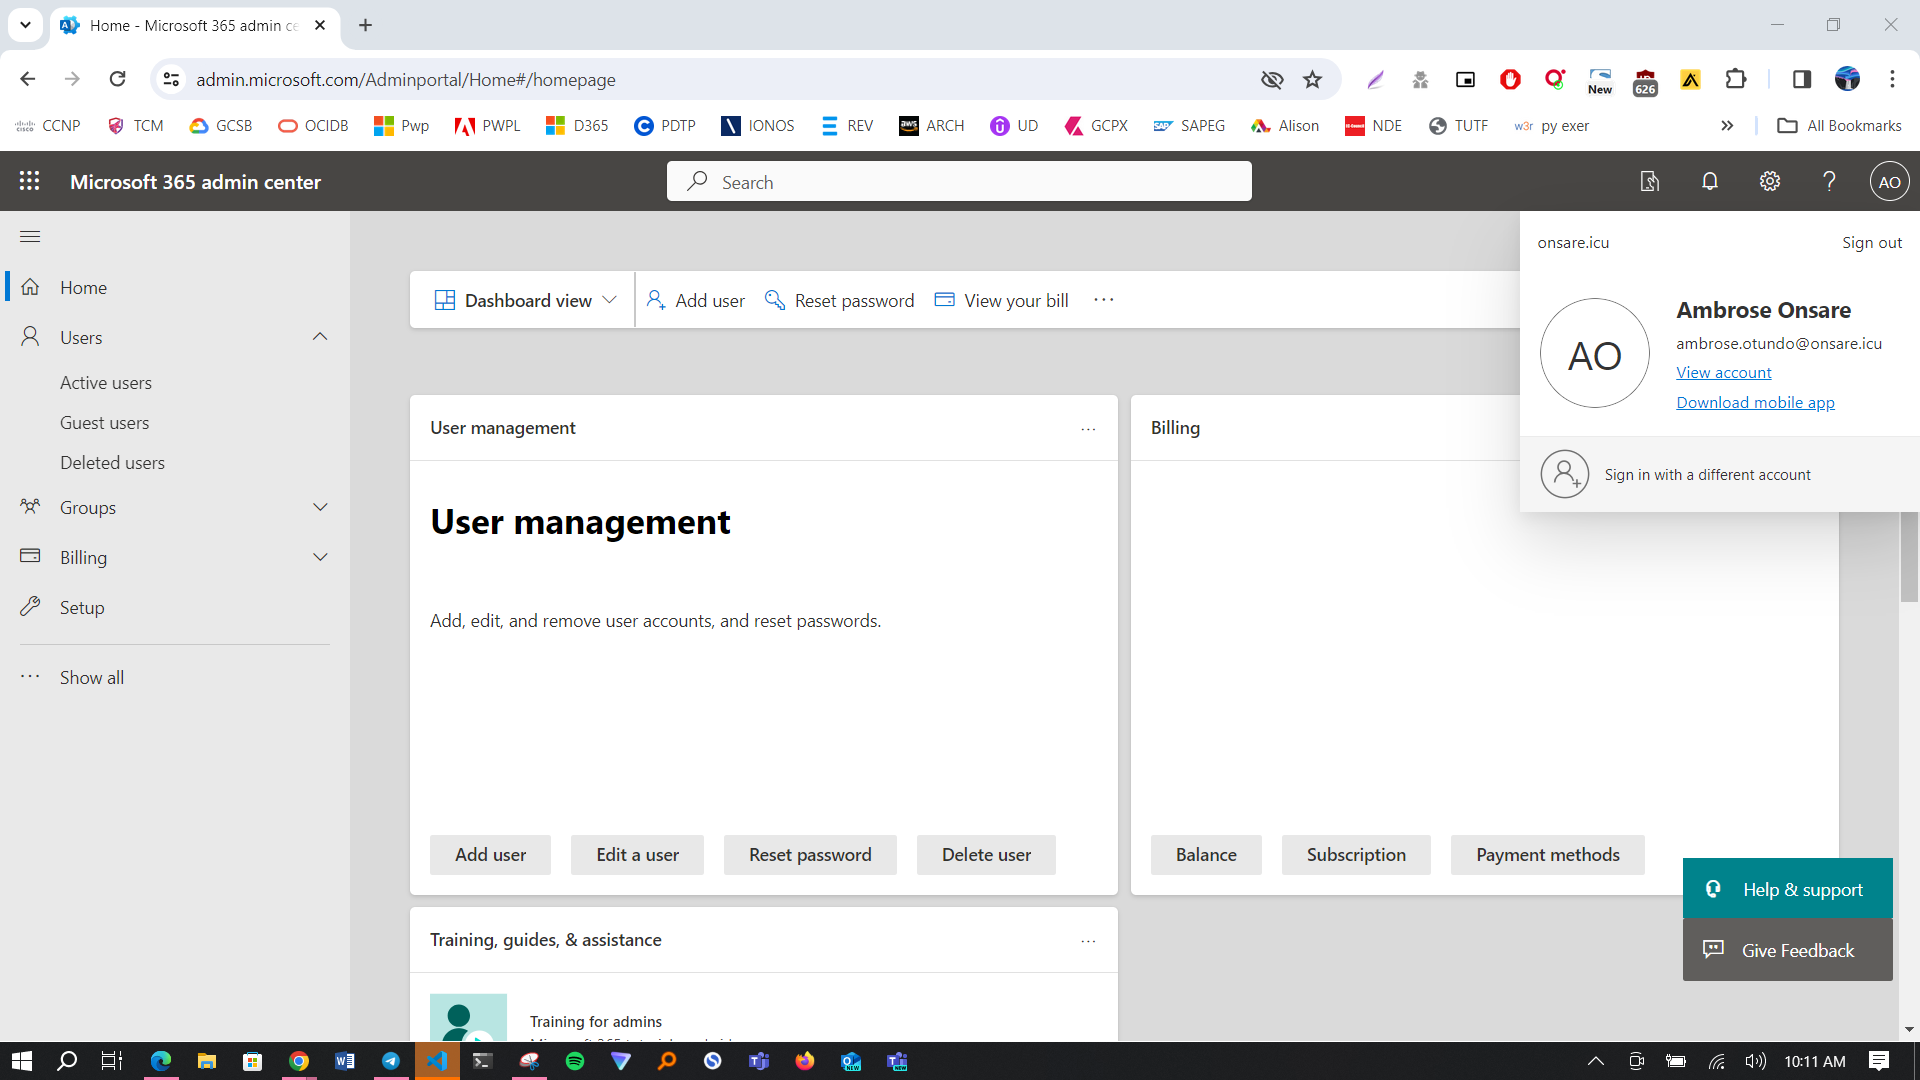 Home - Microsoft 365 admin ce
admin.microsoft.com/Adminportal/Home#/homepage
New
626
CCNP
TCM
GCSB
OCIDB
Pwp
PWPL
D365
PDTP
IONOS
REV
ARCH
UD
GCPX
SAPEG
Alison
NDE
TUTF
w3r py exer
All Bookmarks
Microsoft 365 admin center
Search
AO
onsare.icu
Sign out
Home
Users
Active users
Guest users
Deleted users
Groups
Billing
Setup
Show all
Dashboard view
Add user
Reset password
View your bill
AO
Ambrose Onsare
ambrose.otundo@onsare.icu
View account
Download mobile app
Sign in with a different account
User management
User management
Add, edit, and remove user accounts, and reset passwords.
Add user
Edit a user
Reset password
Delete user
Billing
Balance
Subscription
Payment methods
Training, guides, & assistance
Training for admins
Help & support
Give Feedback
10:11 AM